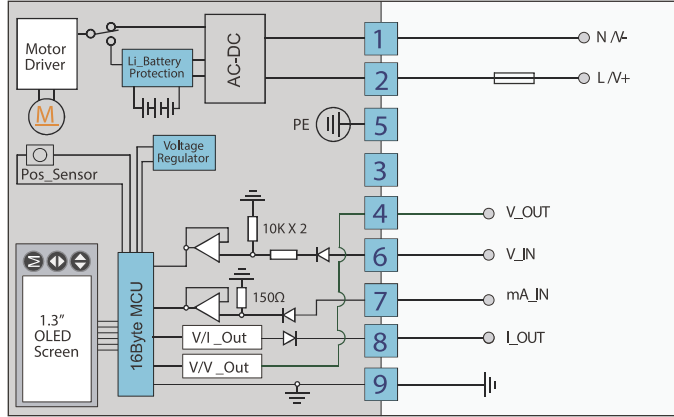 Motor
Driver
M
Li_Battery
Protection
AC-DC
1
N /V-
2
L /V+
PE
5
Voltage
Regulator
3
Pos_Sensor
4
V_OUT
10K X 2
6
V_IN
M
1.3”
OLED
Screen
16Byte MCU
150Ω
7
mA_IN
V/I _Out
8
I_OUT
V/V _Out
9